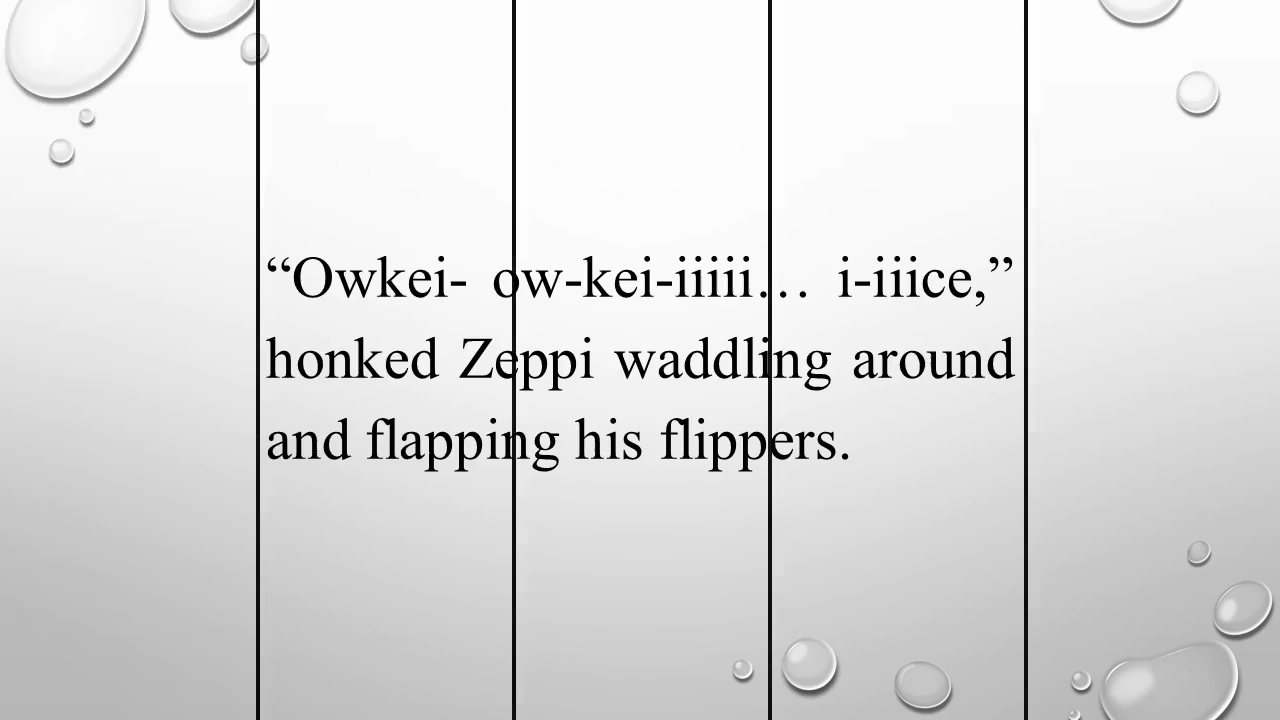 “Owkei- ow-kei-iiiii… i-iiice,”
honked Zeppi waddling around
and flapping his flippers.